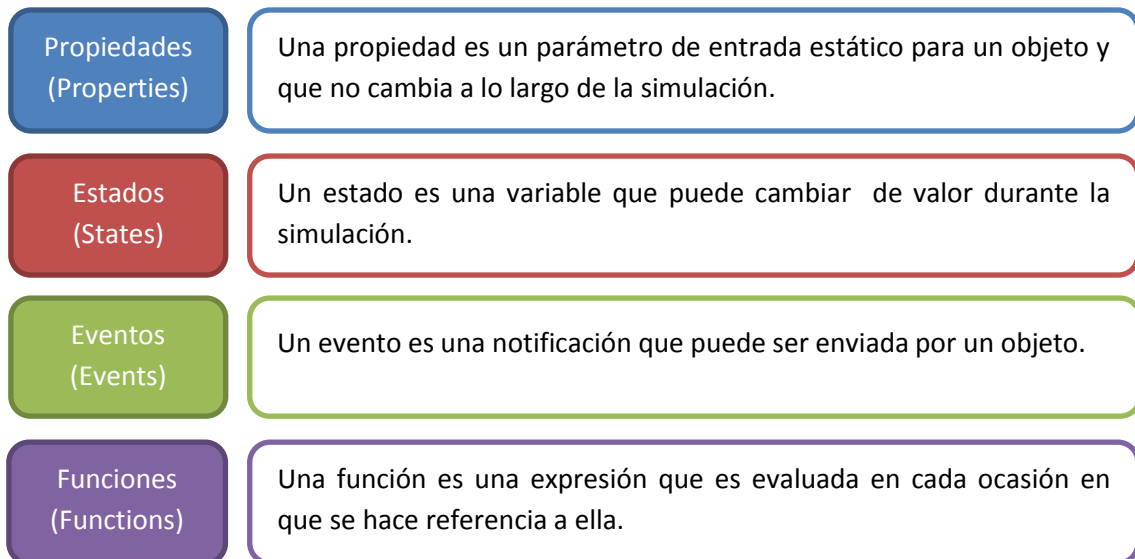 Propiedades
(Properties)
Una propiedad es un parámetro de entrada estático para un objeto y
que no cambia a lo largo de la simulación.
Estados
(States)
Un estado es una variable que puede cambiar de valor durante la
simulación.
Eventos
(Events)
Un evento es una notificación que puede ser enviada por un objeto.
Funciones
(Functions)
Una función es una expresión que es evaluada en cada ocasión en
que se hace referencia a ella.